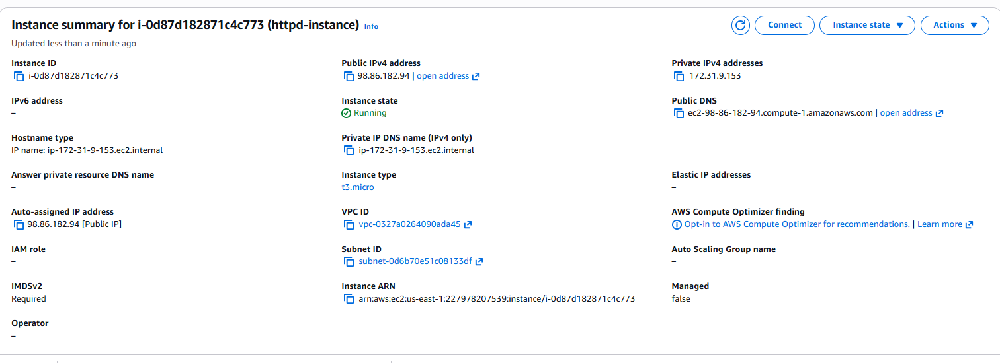 Instance summary for i-0d87d182871c4c773 (httpd-instance) Info
Connect
Instance state
Actions
Updated less than a minute ago
Instance ID
i-0d87d182871c4c773
Public IPv4 address
98.86.182.94 | open address
Private IPv4 addresses
172.31.9.153
IPv6 address
–
Instance state
Running
Public DNS
ec2-98-86-182-94.compute-1.amazonaws.com | open address
Hostname type
IP name: ip-172-31-9-153.ec2.internal
Private IP DNS name (IPv4 only)
ip-172-31-9-153.ec2.internal
Answer private resource DNS name
–
Instance type
t3.micro
Elastic IP addresses
–
Auto-assigned IP address
98.86.182.94 [Public IP]
VPC ID
vpc-0327a0264090ada45
AWS Compute Optimizer finding
Opt-in to AWS Compute Optimizer for recommendations. | Learn more
IAM role
–
Subnet ID
subnet-0d6b70e51c08133df
Auto Scaling Group name
–
IMDSv2
Required
Instance ARN
arn:aws:ec2:us-east-1:227978207539:instance/i-0d87d182871c4c773
Managed
false
Operator
–